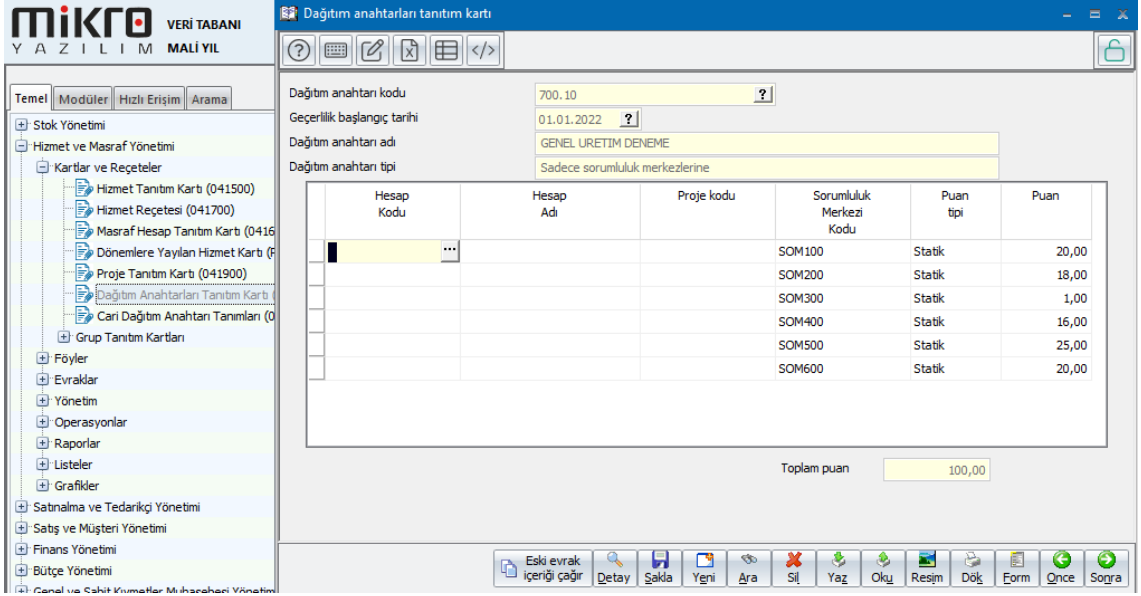 mikro
YAZILIM
VERİ TABANI
MALİ YIL
Temel Modüler Hızlı Erişim Arama
Stok Yönetimi
Hizmet ve Masraf Yönetimi
Kartlar ve Reçeteler
Hizmet Tanıtım Kartı (041500)
Hizmet Reçetesi (041700)
Masraf Hesap Tanıtım Kartı (0416
Dönemlere Yayılan Hizmet Kartı (
Proje Tanıtım Kartı (041900)
Dağıtım Anahtarları Tanıtım Kartı (
Cari Dağıtım Anahtarı Tanımları (0
Grup Tanıtım Kartları
Föyler
Evraklar
Yönetim
Operasyonlar
Raporlar
Listeler
Grafikler
Satınalma ve Tedarikçi Yönetimi
Satış ve Müşteri Yönetimi
Finans Yönetimi
Bütçe Yönetimi
Genel ve Sabit Kıymetler Muhasebesi Yönetim
Dağıtım anahtarları tanıtım kartı
Dağıtım anahtarı kodu 700.10 ?
Geçerlilik başlangıç tarihi 01.01.2022 ?
Dağıtım anahtarı adı GENEL URETIM DENEME
Dağıtım anahtarı tipi Sadece sorumluluk merkezlerine
Hesap Kodu Hesap Adı Proje kodu Sorumluluk Merkezi Kodu Puan tipi Puan
... SOM100 Statik 20,00
SOM200 Statik 18,00
SOM300 Statik 1,00
SOM400 Statik 16,00
SOM500 Statik 25,00
SOM600 Statik 20,00
Toplam puan 100,00
Eski evrak içeriği çağır Detay Sakla Yeni Ara Sil Yaz Oku Resim Dök Form Önce Sonra